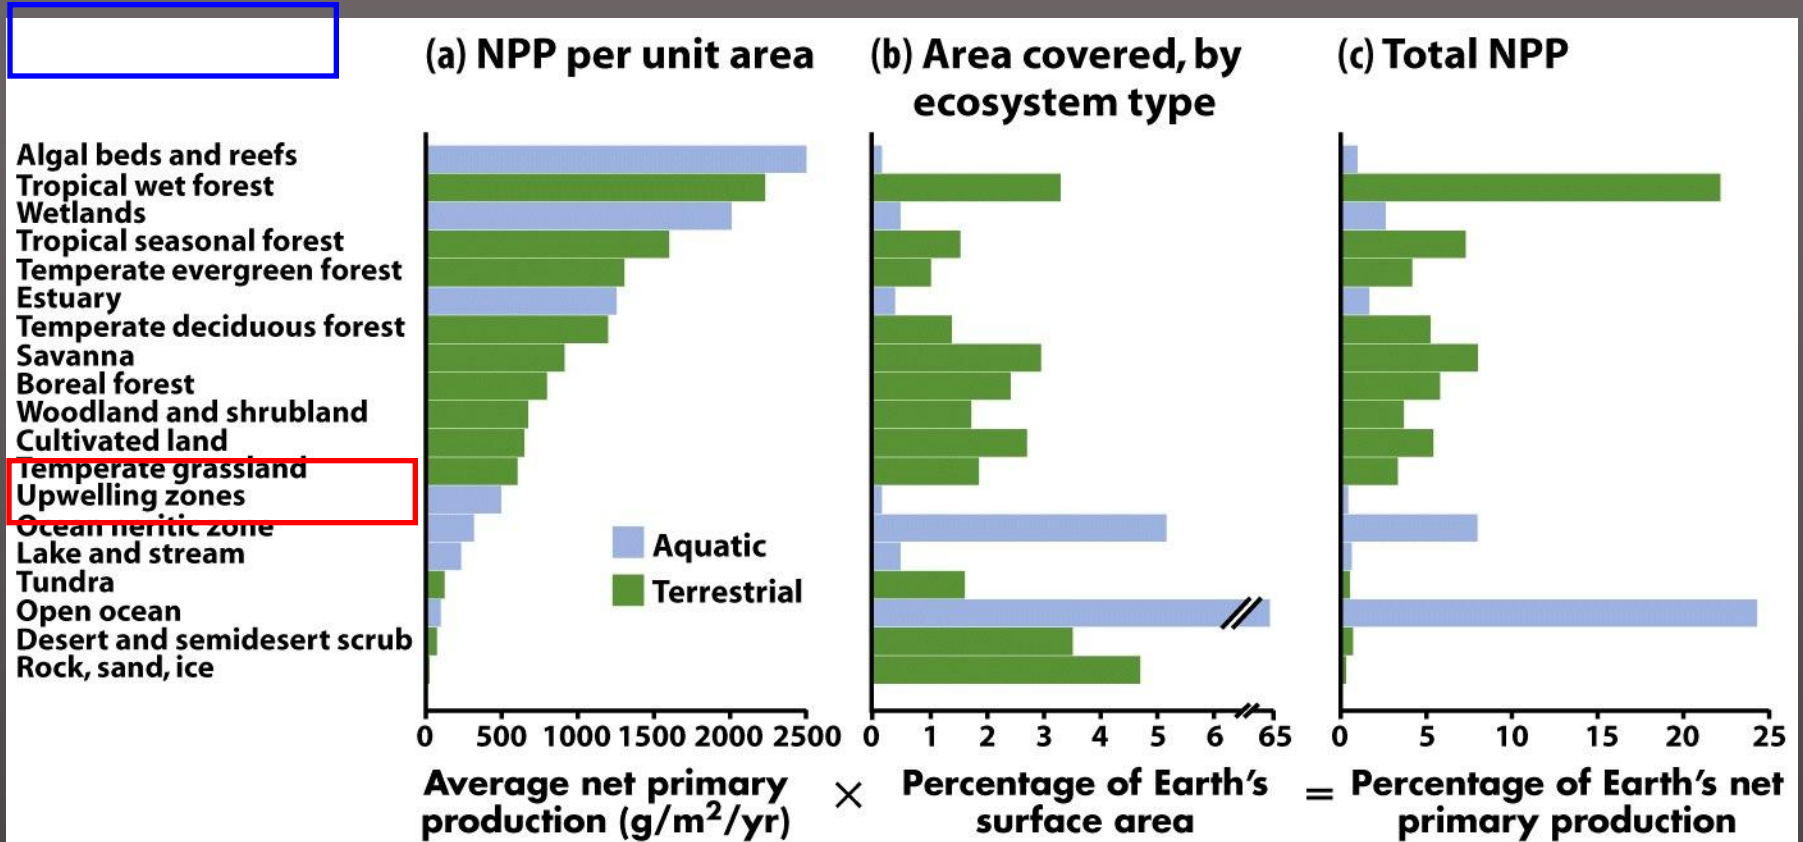 (a) NPP per unit area
(b) Area covered, by
ecosystem type
(c) Total NPP
Algal beds and reefs
Tropical wet forest
Wetlands
Tropical seasonal forest
Temperate evergreen forest
Estuary
Temperate deciduous forest
Savanna
Boreal forest
Woodland and shrubland
Cultivated land
Temperate grassland
Upwelling zones
Ocean neritic zone
Lake and stream
Tundra
Open ocean
Desert and semidesert scrub
Rock, sand, ice
Aquatic
Terrestrial
0 500 1000 1500 2000 2500
0 1 2 3 4 5 6 65
0 5 10 15 20 25
Average net primary
production (g/m²/yr)
×
Percentage of Earth's
surface area
=
Percentage of Earth's net
primary production